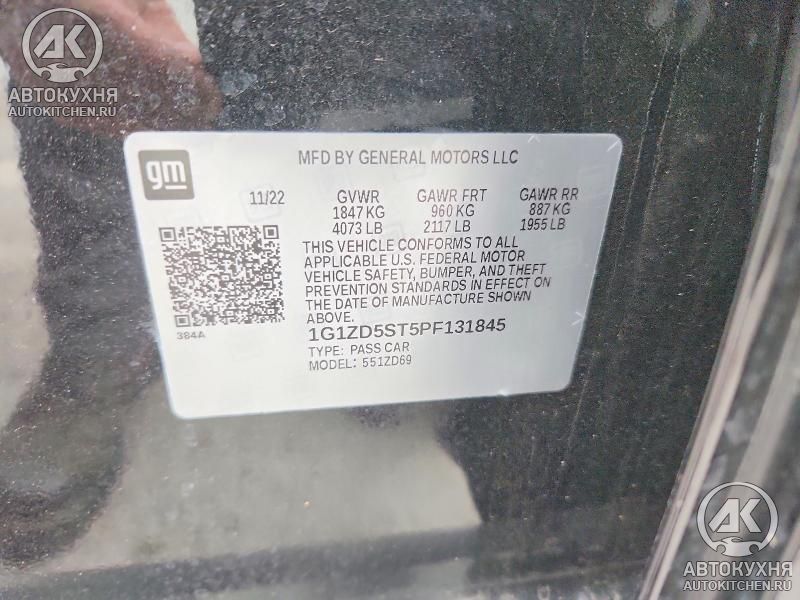 AK
АВТОКУХНЯ
AUTOKITCHEN.RU
gm
MFD BY GENERAL MOTORS LLC
11/22 GVWR GAWR FRT GAWR RR
1847 KG 960 KG 887 KG
4073 LB 2117 LB 1955 LB
THIS VEHICLE CONFORMS TO ALL
APPLICABLE U.S. FEDERAL MOTOR
VEHICLE SAFETY, BUMPER, AND THEFT
PREVENTION STANDARDS IN EFFECT ON
THE DATE OF MANUFACTURE SHOWN
ABOVE.
384A
1G1ZD5ST5PF131845
TYPE: PASS CAR
MODEL: 551ZD69
AK
АВТОКУХНЯ
AUTOKITCHEN.RU